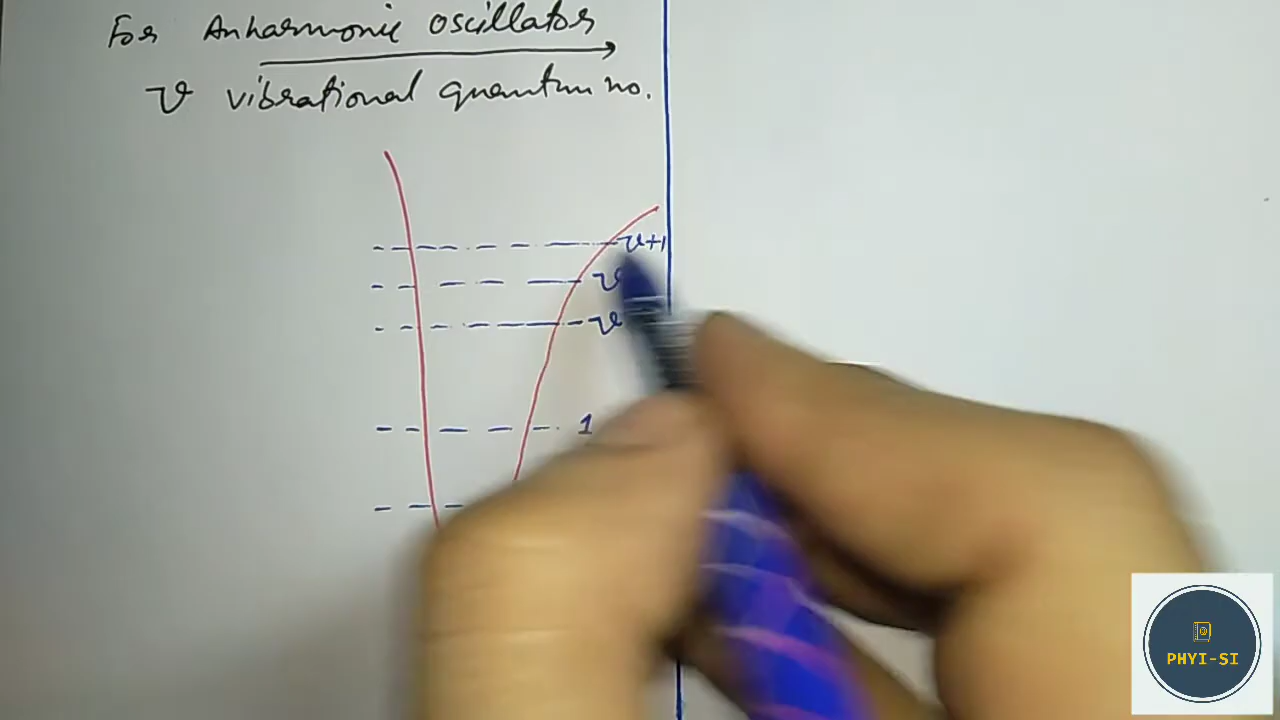 For Anharmonic oscillator
v vibrational quantum no.
v+1
v
v
1
PHYI-SI